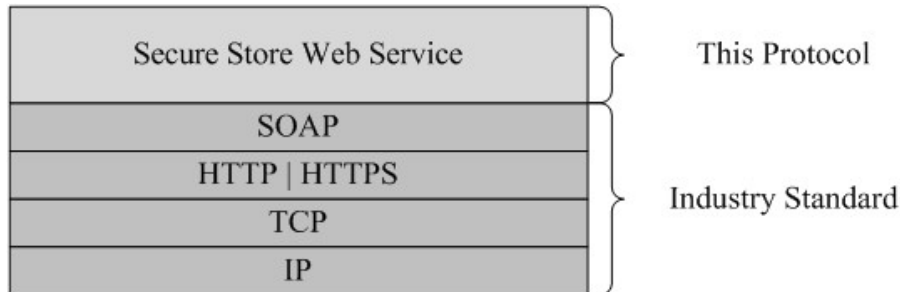 Secure Store Web Service
This Protocol
SOAP
HTTP | HTTPS
TCP
IP
Industry Standard